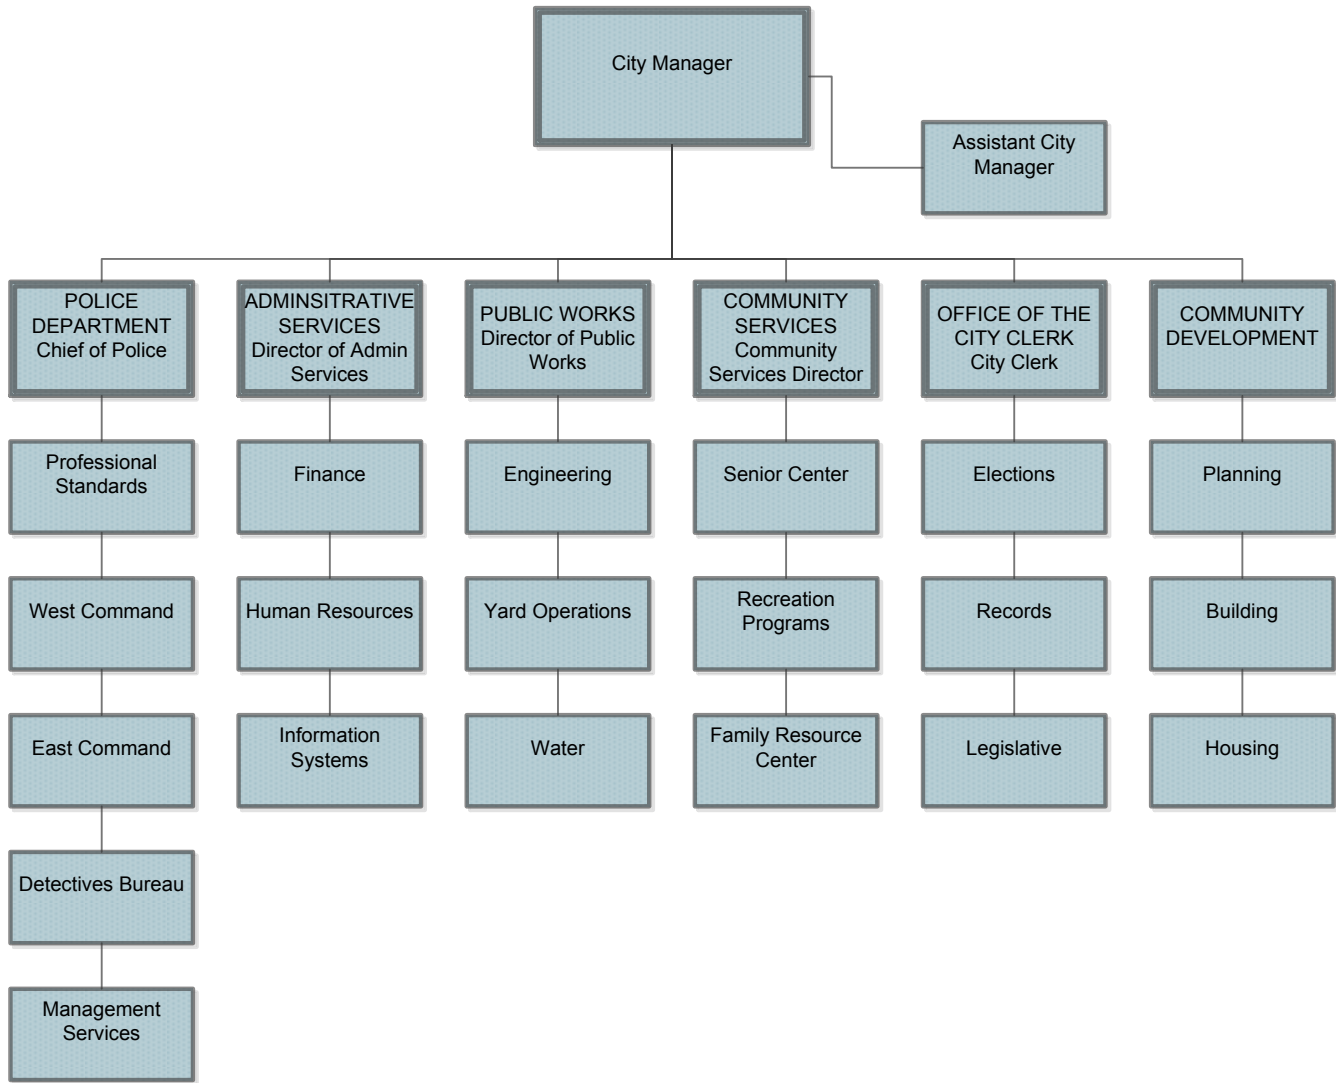 City Manager
Assistant City
Manager
POLICE
DEPARTMENT
Chief of Police
ADMINSITRATIVE
SERVICES
Director of Admin
Services
PUBLIC WORKS
Director of Public
Works
COMMUNITY
SERVICES
Community
Services Director
OFFICE OF THE
CITY CLERK
City Clerk
COMMUNITY
DEVELOPMENT
Professional
Standards
Finance
Engineering
Senior Center
Elections
Planning
West Command
Human Resources
Yard Operations
Recreation
Programs
Records
Building
East Command
Information
Systems
Water
Family Resource
Center
Legislative
Housing
Detectives Bureau
Management
Services